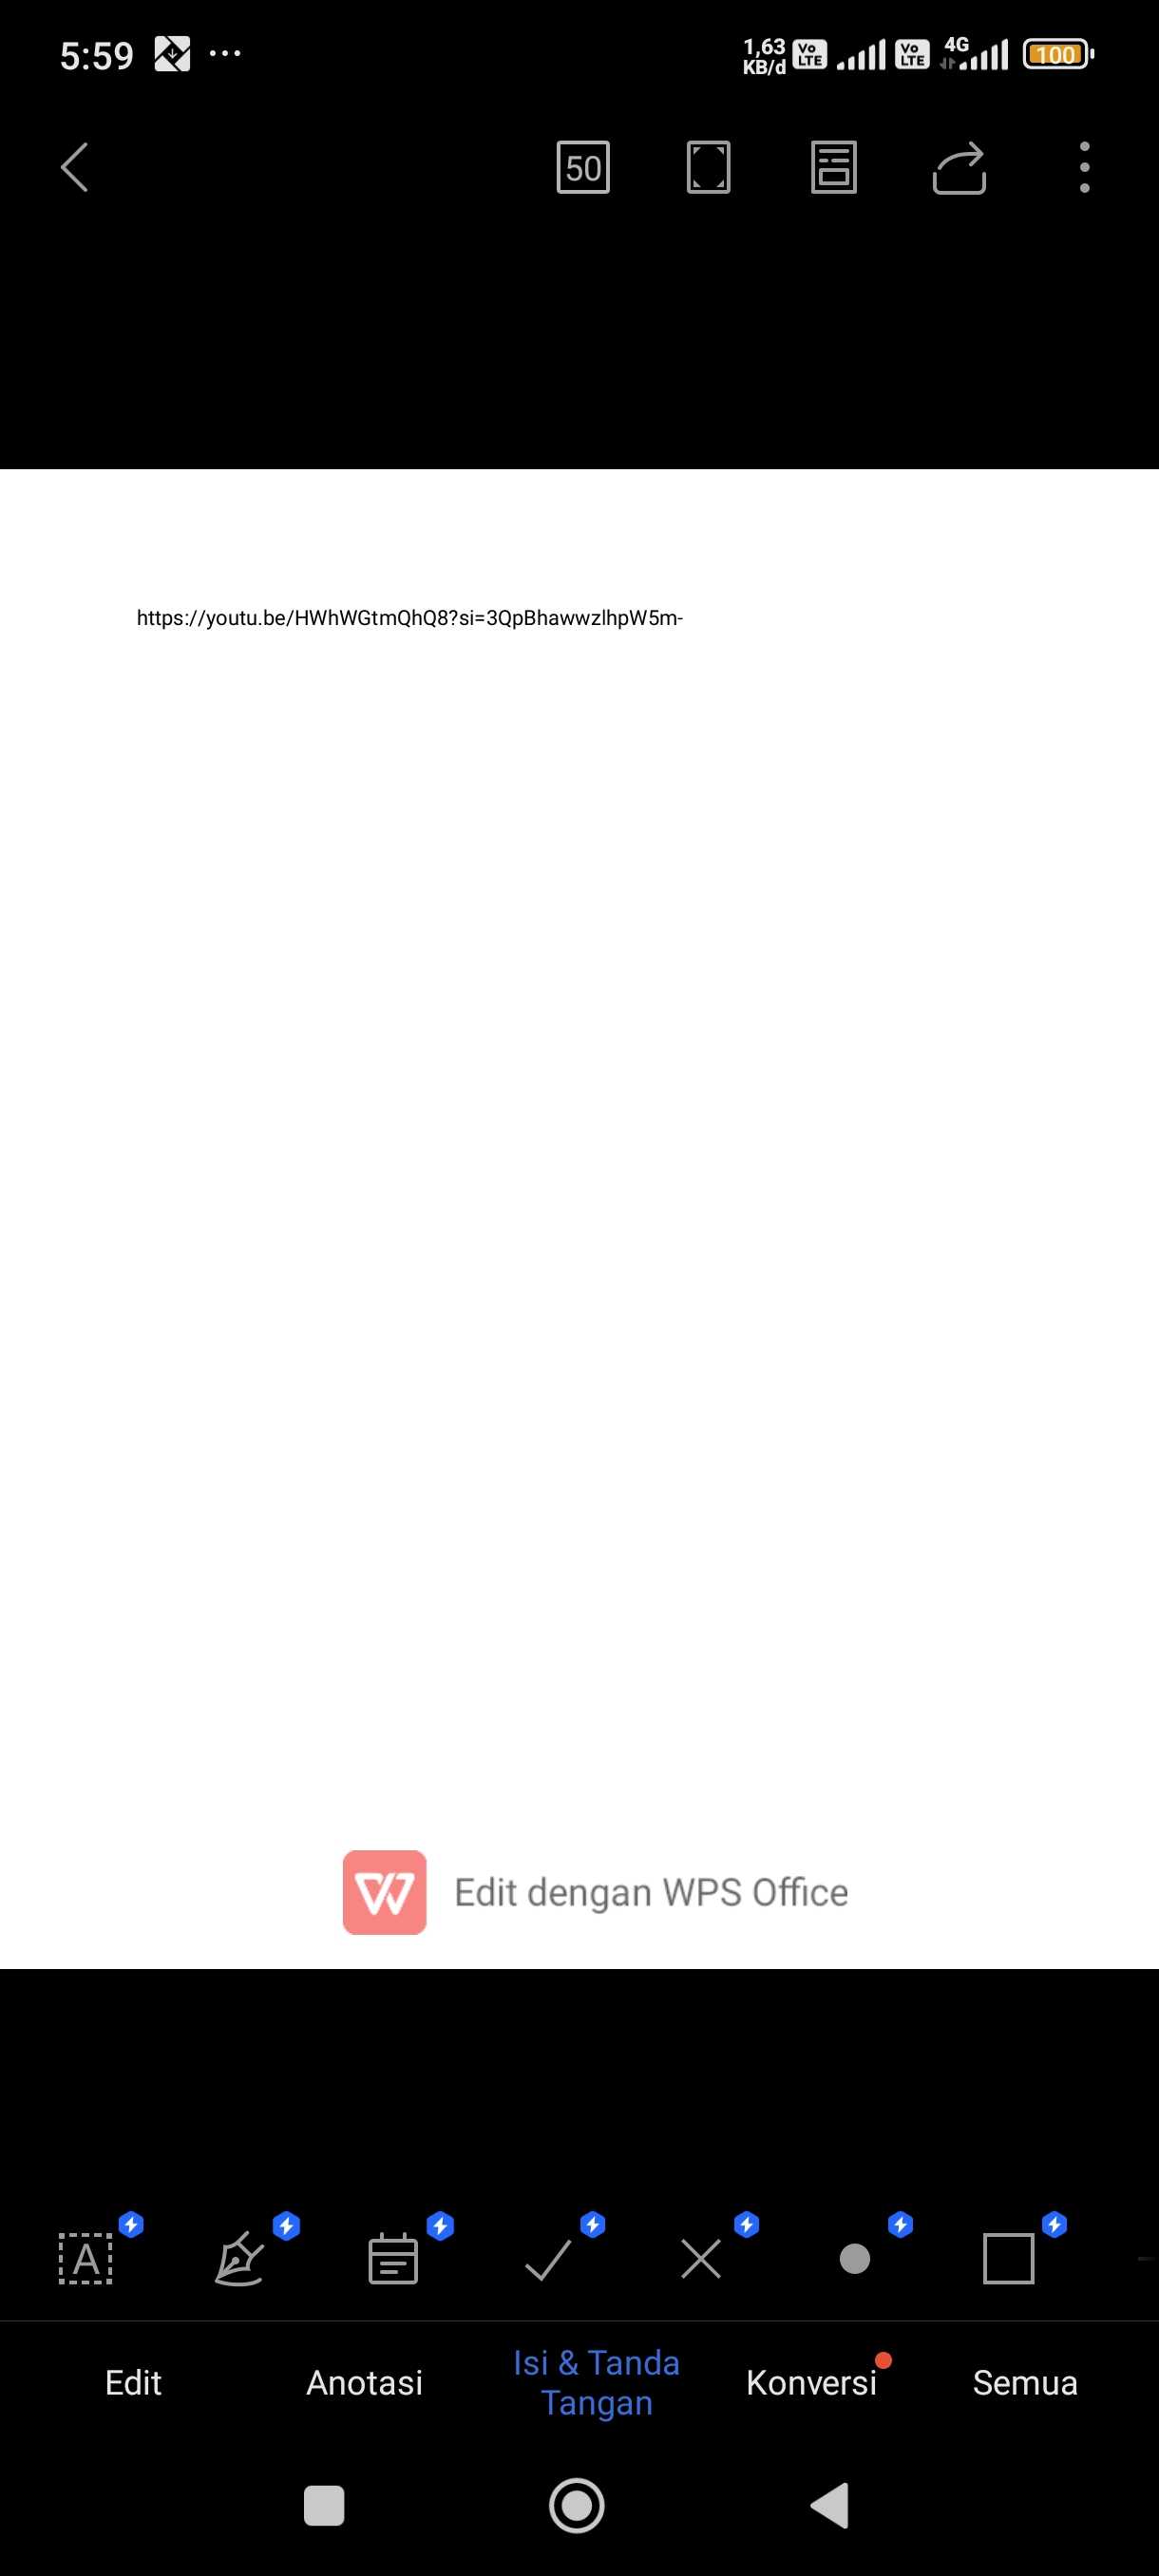 5:59 ... 1,63 KB/d Vo LTE Vo LTE 4G 100
50
https://youtu.be/HWhWGtmQhQ8?si=3QpBhawwzlhpW5m-
W Edit dengan WPS Office
A
Edit Anotasi Isi & Tanda Tangan Konversi Semua